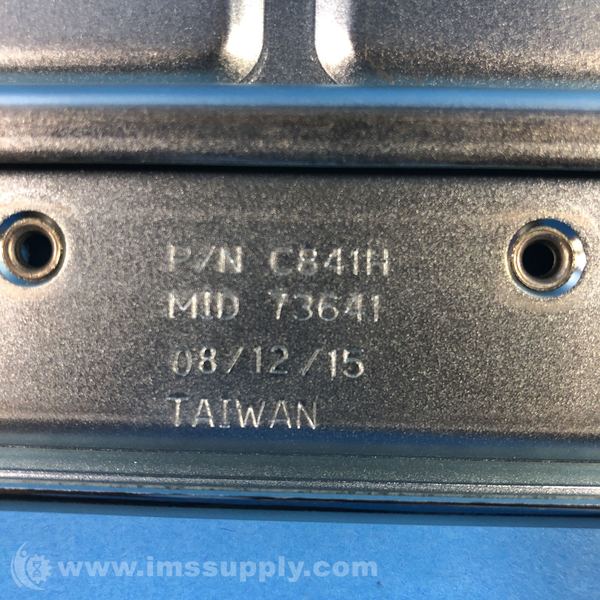 P/N C841H
MID 73641
08/12/15
TAIWAN
www.imssupply.com